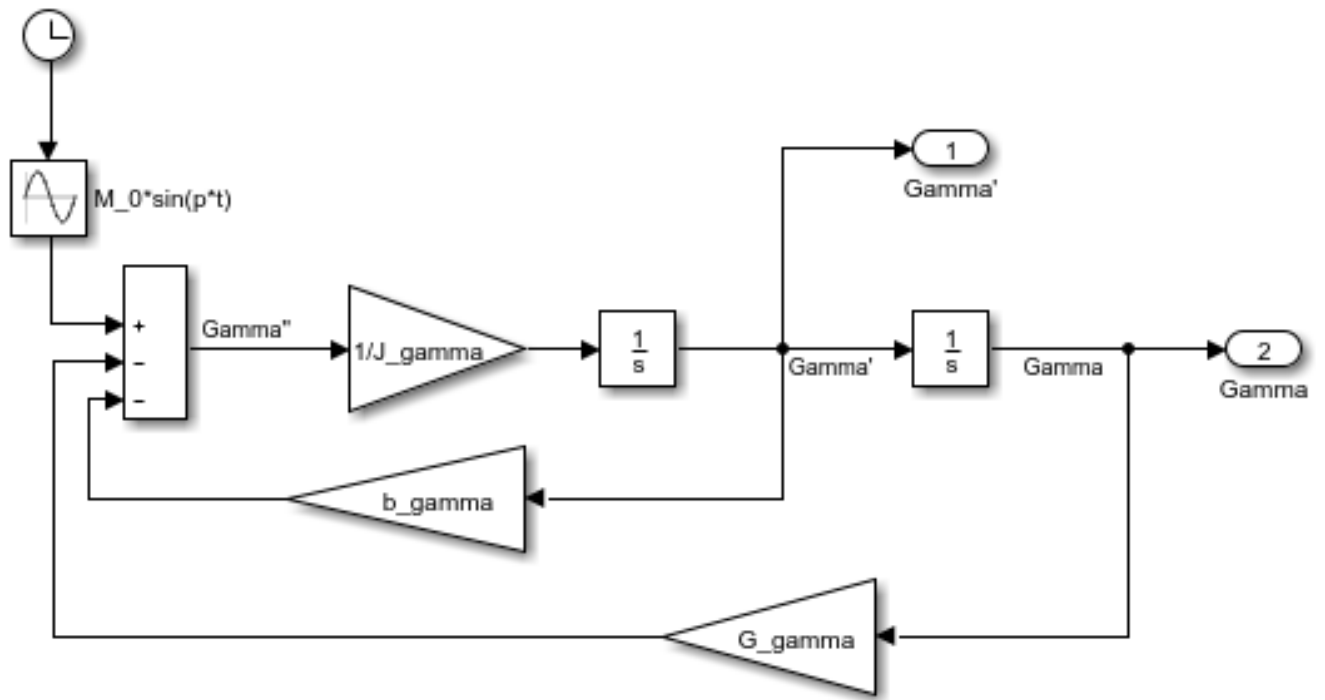 1
Gamma'
M_0*sin(p*t)
+
−
−
Gamma"
1/J_gamma
1
s
Gamma'
1
s
Gamma
2
Gamma
b_gamma
G_gamma